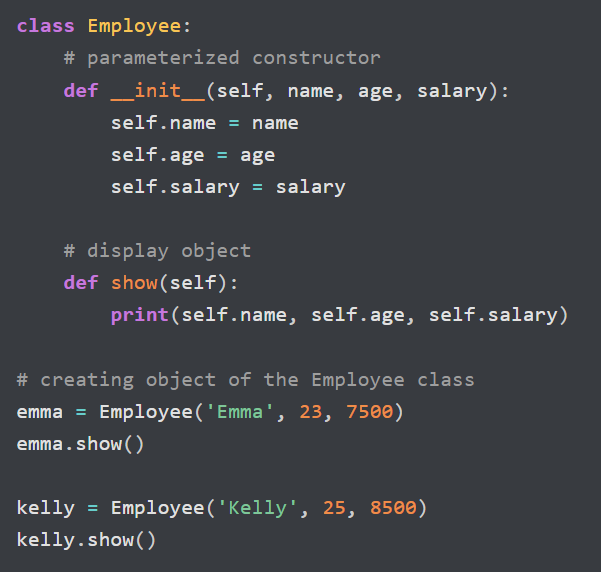 class Employee:
    # parameterized constructor
    def __init__(self, name, age, salary):
        self.name = name
        self.age = age
        self.salary = salary

    # display object
    def show(self):
        print(self.name, self.age, self.salary)

# creating object of the Employee class
emma = Employee('Emma', 23, 7500)
emma.show()

kelly = Employee('Kelly', 25, 8500)
kelly.show()